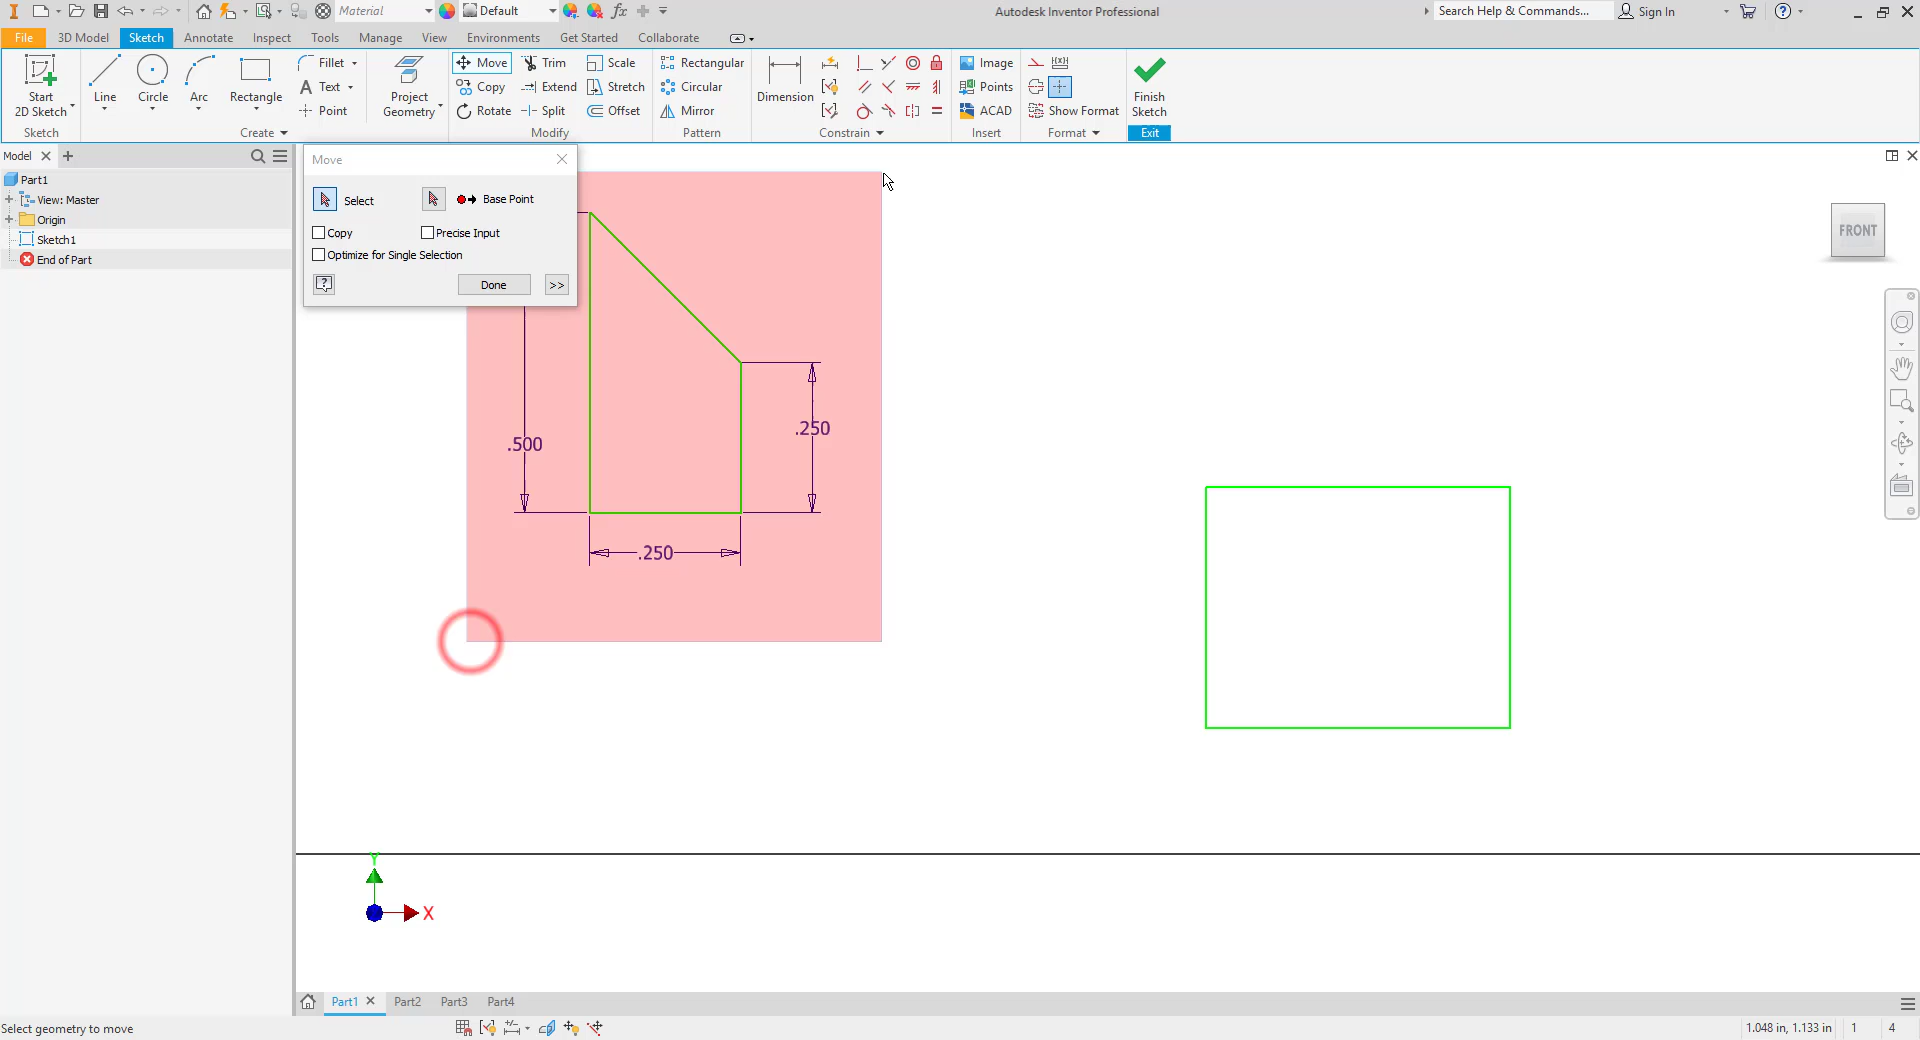 Material
Default
fx
Autodesk Inventor Professional
Search Help & Commands...
Sign In
File
3D Model
Sketch
Annotate
Inspect
Tools
Manage
View
Environments
Get Started
Collaborate
Start
2D Sketch
Line
Circle
Arc
Rectangle
Fillet
Text
Point
Project
Geometry
Move
Copy
Rotate
Trim
Extend
Split
Scale
Stretch
Offset
Rectangular
Circular
Mirror
Dimension
Image
Points
ACAD
Show Format
Finish
Sketch
Sketch
Create
Modify
Pattern
Constrain
Insert
Format
Exit
Model
Part1
View: Master
Origin
Sketch1
End of Part
Move
Select
Base Point
Copy
Precise Input
Optimize for Single Selection
Done
>>
.500
.250
.250
FRONT
Y
X
Part1
Part2
Part3
Part4
Select geometry to move
1.048 in, 1.133 in
1
4